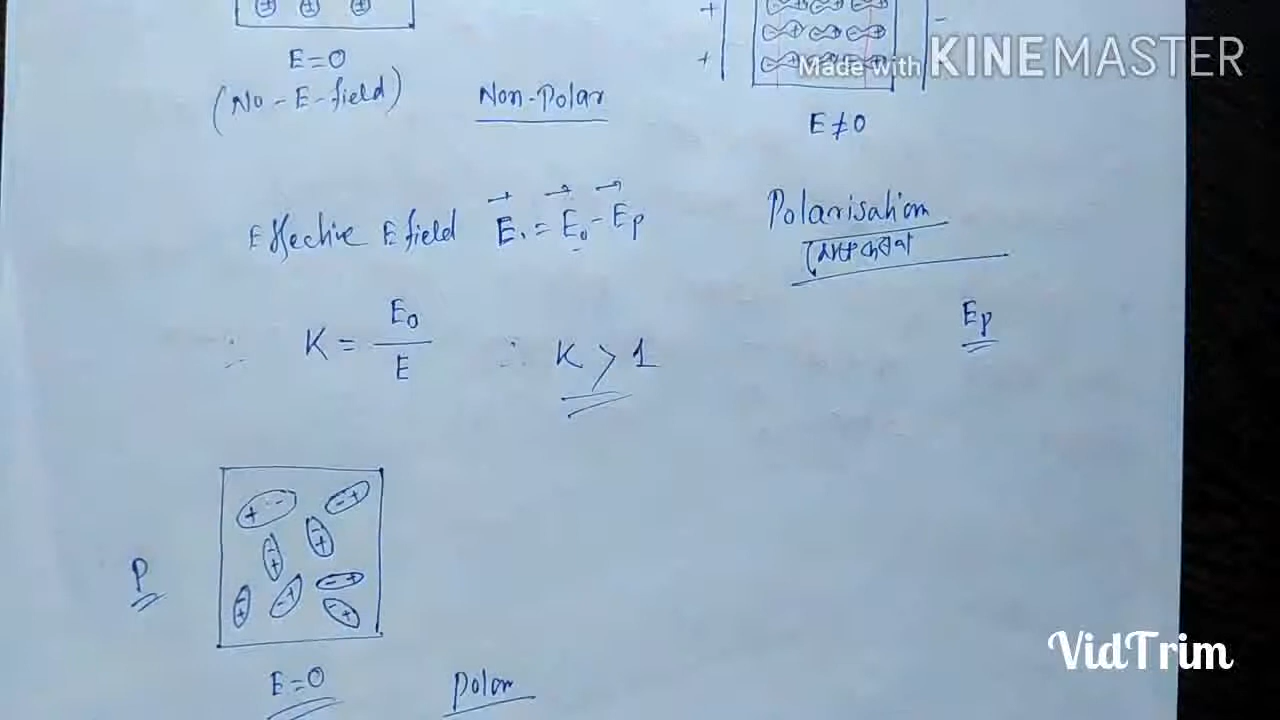 E=0
(No-E-field)
Non-Polar
+
+
-
Made with KINEMASTER
E≠0
Effective E field E. = E₀ - Ep
Polarisation
Ep
∴ K = E₀/E ∴ K > 1
P
E=0
Polar
VidTrim